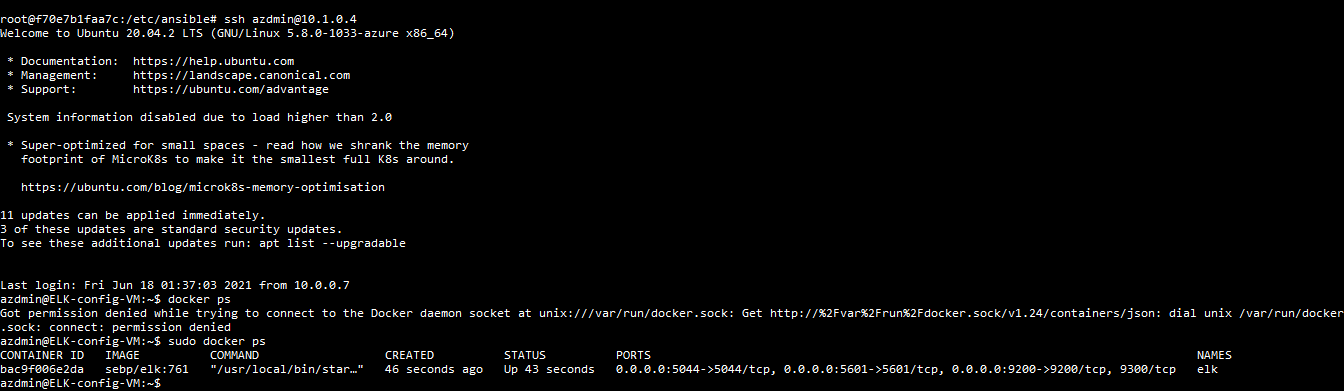 root@f70e7b1faa7c:/etc/ansible# ssh azdmin@10.1.0.4
Welcome to Ubuntu 20.04.2 LTS (GNU/Linux 5.8.0-1033-azure x86_64)
* Documentation: https://help.ubuntu.com
* Management: https://landscape.canonical.com
* Support: https://ubuntu.com/advantage
System information disabled due to load higher than 2.0
* Super-optimized for small spaces - read how we shrank the memory
footprint of MicroK8s to make it the smallest full K8s around.
https://ubuntu.com/blog/microk8s-memory-optimisation
11 updates can be applied immediately.
3 of these updates are standard security updates.
To see these additional updates run: apt list --upgradable
Last login: Fri Jun 18 01:37:03 2021 from 10.0.0.7
azdmin@ELK-config-VM:~$ docker ps
Got permission denied while trying to connect to the Docker daemon socket at unix:///var/run/docker.sock: Get http://%2Fvar%2Frun%2Fdocker.sock/v1.24/containers/json: dial unix /var/run/docker
.sock: connect: permission denied
azdmin@ELK-config-VM:~$ sudo docker ps
CONTAINER ID IMAGE COMMAND CREATED STATUS PORTS NAMES
bac9f006e2da sebp/elk:761 "/usr/local/bin/star…" 46 seconds ago Up 43 seconds 0.0.0.0:5044->5044/tcp, 0.0.0.0:5601->5601/tcp, 0.0.0.0:9200->9200/tcp, 9300/tcp elk
azdmin@ELK-config-VM:~$